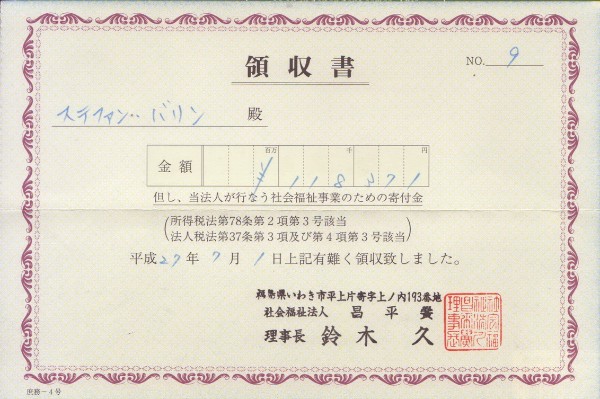 領収書
NO. 9
ステファン・バリン 殿
金額 百万 千 円
¥118371
但し、当法人が行なう社会福祉事業のための寄付金
(所得税法第78条第2項第3号該当
法人税法第37条第3項及び第4項第3号該当)
平成27年7月1日上記有難く領収致しました。
福島県いわき市平上片寄字上ノ内193番地
社会福祉法人 昌平黌
理事長 鈴木 久
庶務-4号